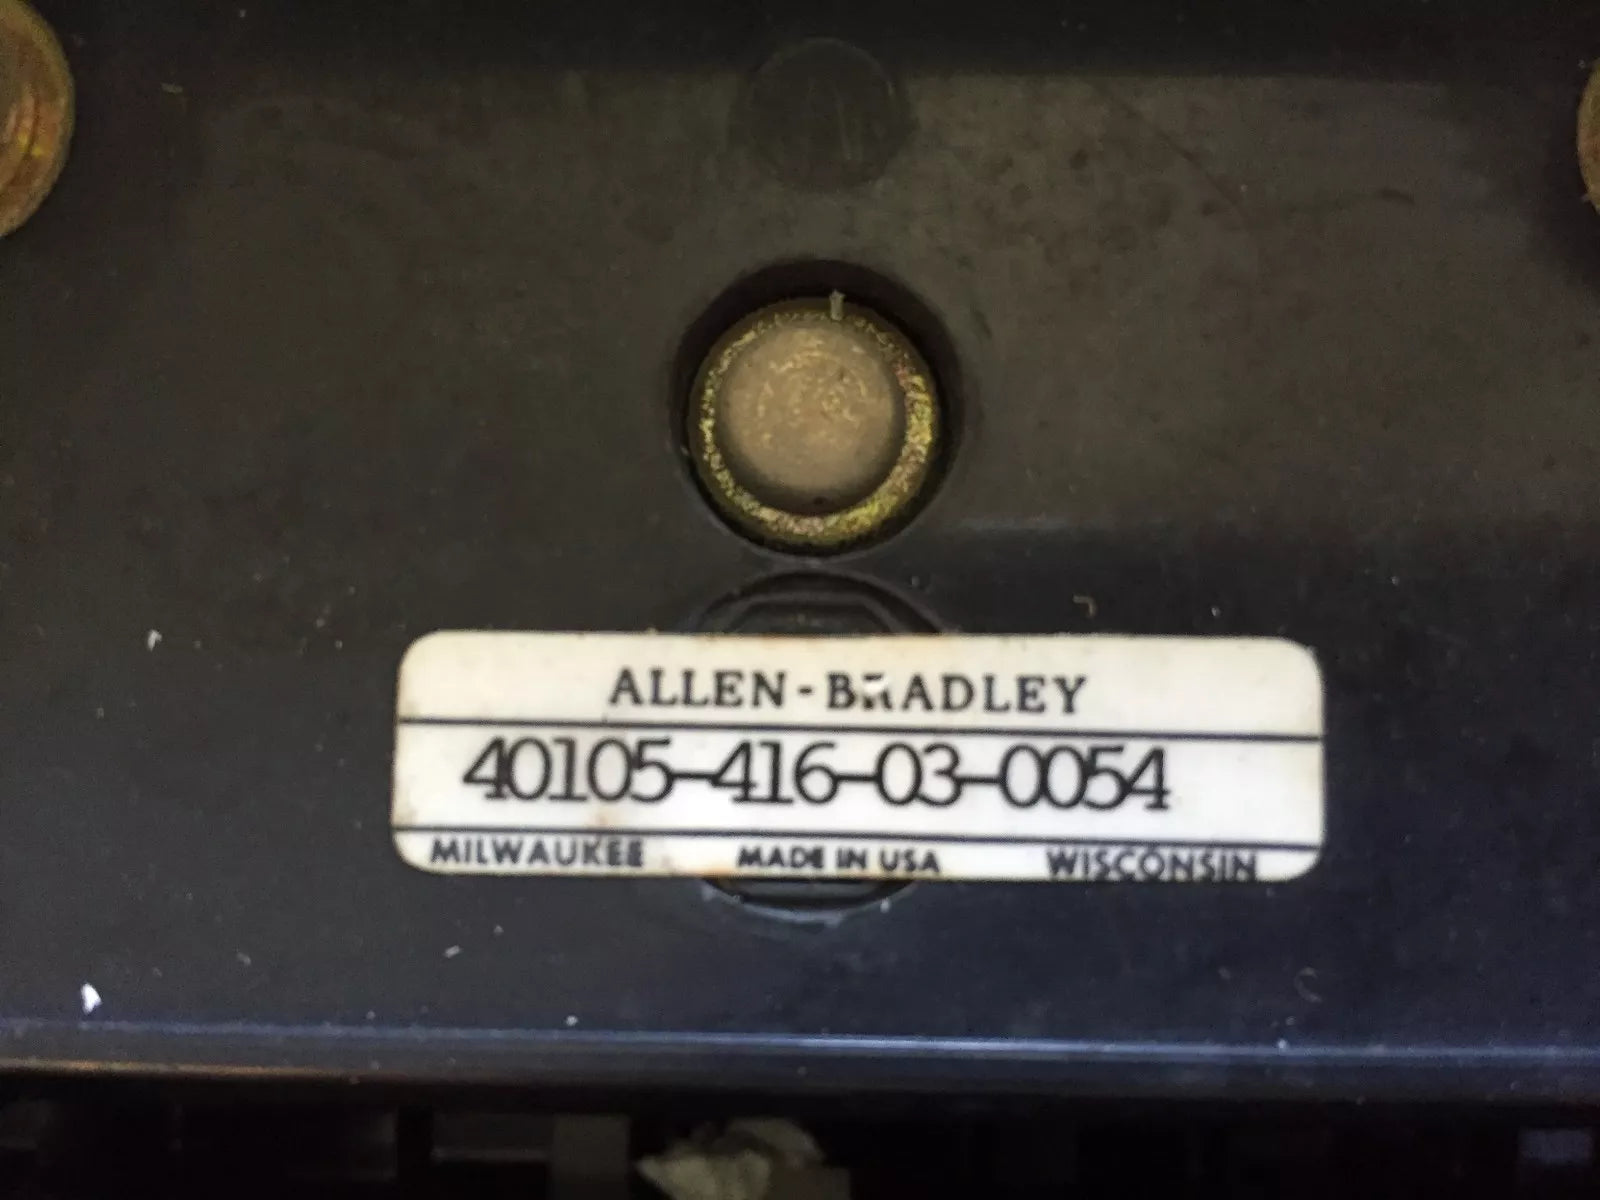 ALLEN-BRADLEY
40105-416-03-0054
MILWAUKEE MADE IN USA WISCONSIN